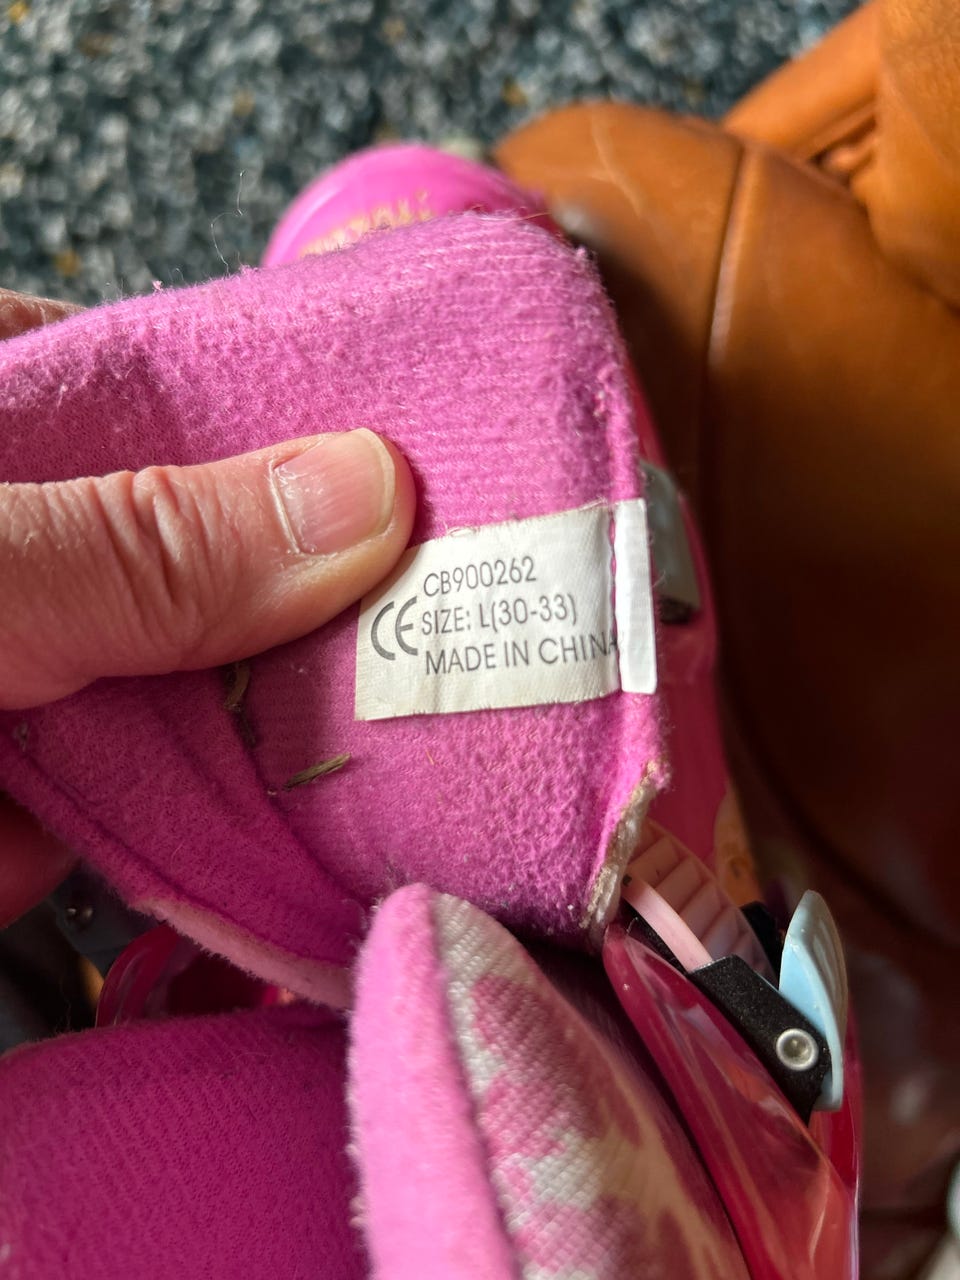 CB900262
CE
SIZE: L(30-33)
MADE IN CHINA